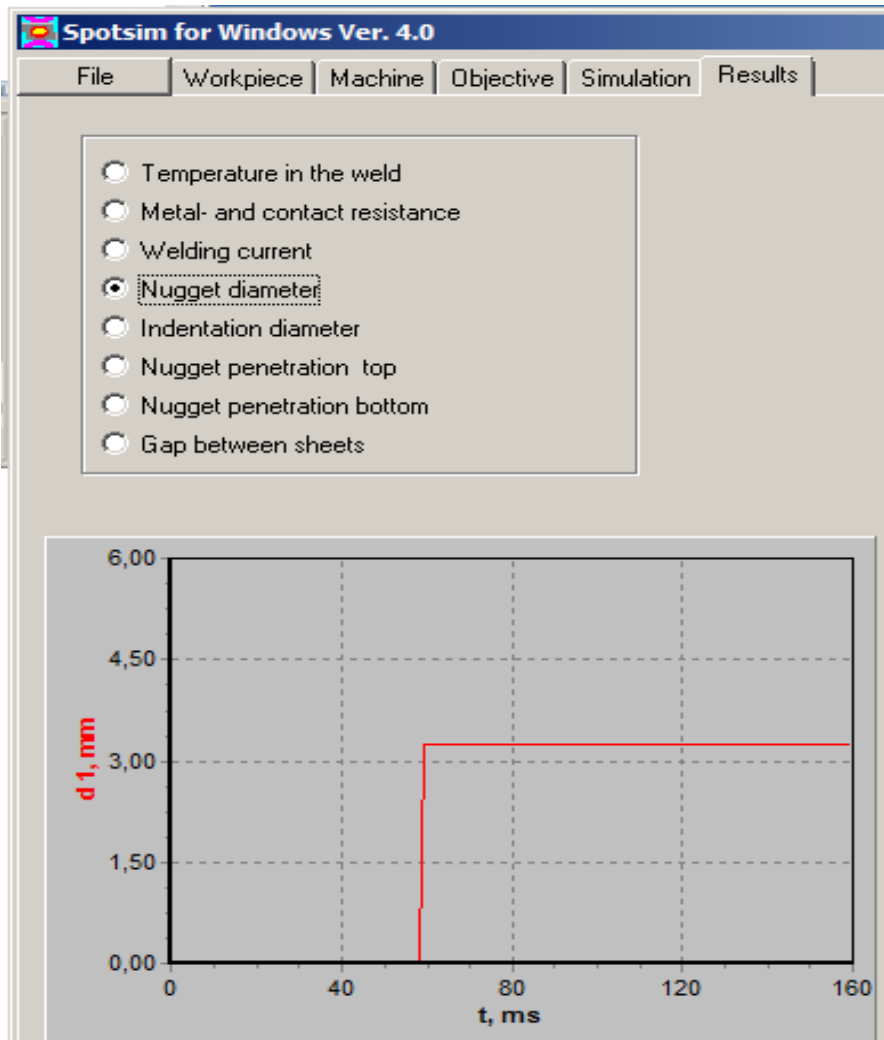 Spotsim for Windows Ver. 4.0
File Workpiece Machine Objective Simulation Results
Temperature in the weld
Metal- and contact resistance
Welding current
Nugget diameter
Indentation diameter
Nugget penetration top
Nugget penetration bottom
Gap between sheets
6,00
4,50
3,00
1,50
0,00
d1, mm
0 40 80 120 160
t, ms